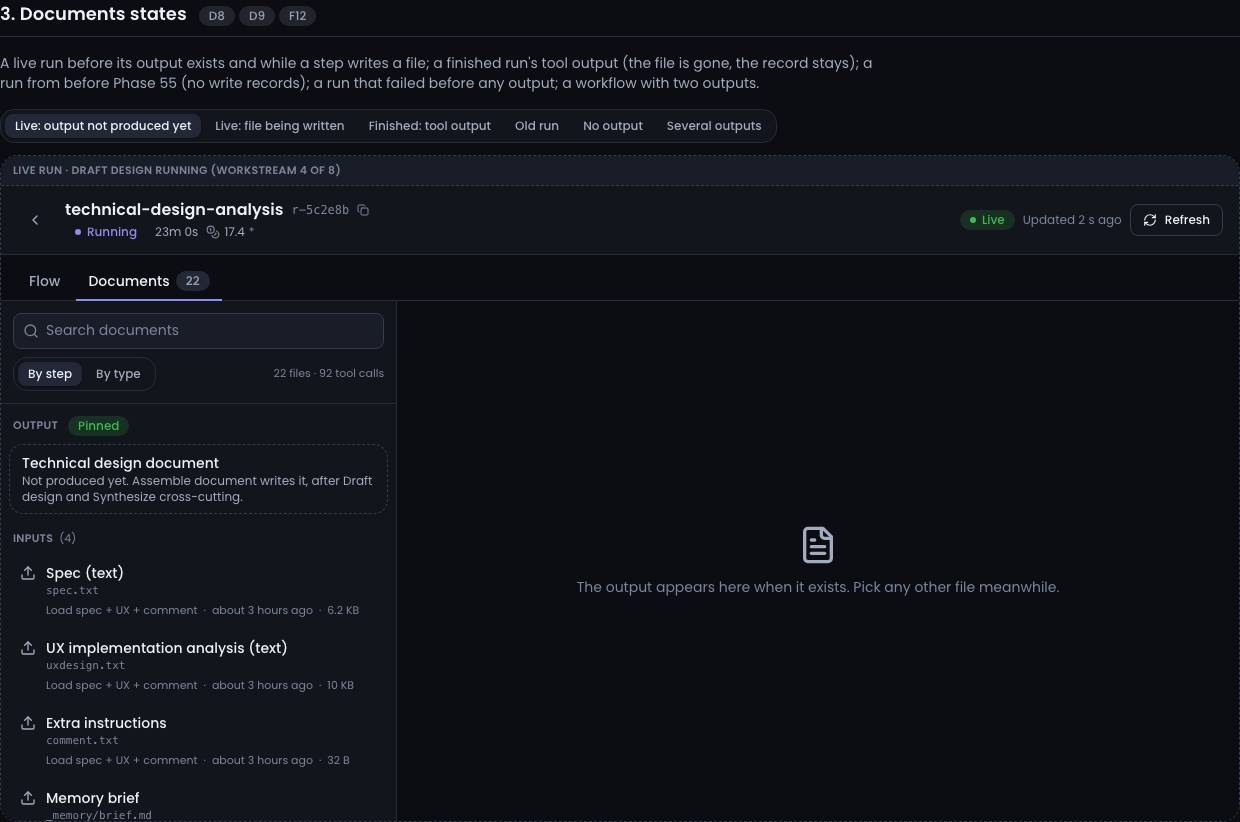 3. Documents states D8 D9 F12
A live run before its output exists and while a step writes a file; a finished run's tool output (the file is gone, the record stays); a
run from before Phase 55 (no write records); a run that failed before any output; a workflow with two outputs.
Live: output not produced yet Live: file being written Finished: tool output Old run No output Several outputs
LIVE RUN · DRAFT DESIGN RUNNING (WORKSTREAM 4 OF 8)
technical-design-analysis r-5c2e8b
Running 23m 0s 17.4 *
Live Updated 2 s ago Refresh
Flow Documents 22
Search documents
By step By type 22 files · 92 tool calls
OUTPUT Pinned
Technical design document
Not produced yet. Assemble document writes it, after Draft
design and Synthesize cross-cutting.
INPUTS (4)
Spec (text)
spec.txt
Load spec + UX + comment · about 3 hours ago · 6.2 KB
UX implementation analysis (text)
uxdesign.txt
Load spec + UX + comment · about 3 hours ago · 10 KB
Extra instructions
comment.txt
Load spec + UX + comment · about 3 hours ago · 32 B
Memory brief
_memory/brief.md
The output appears here when it exists. Pick any other file meanwhile.